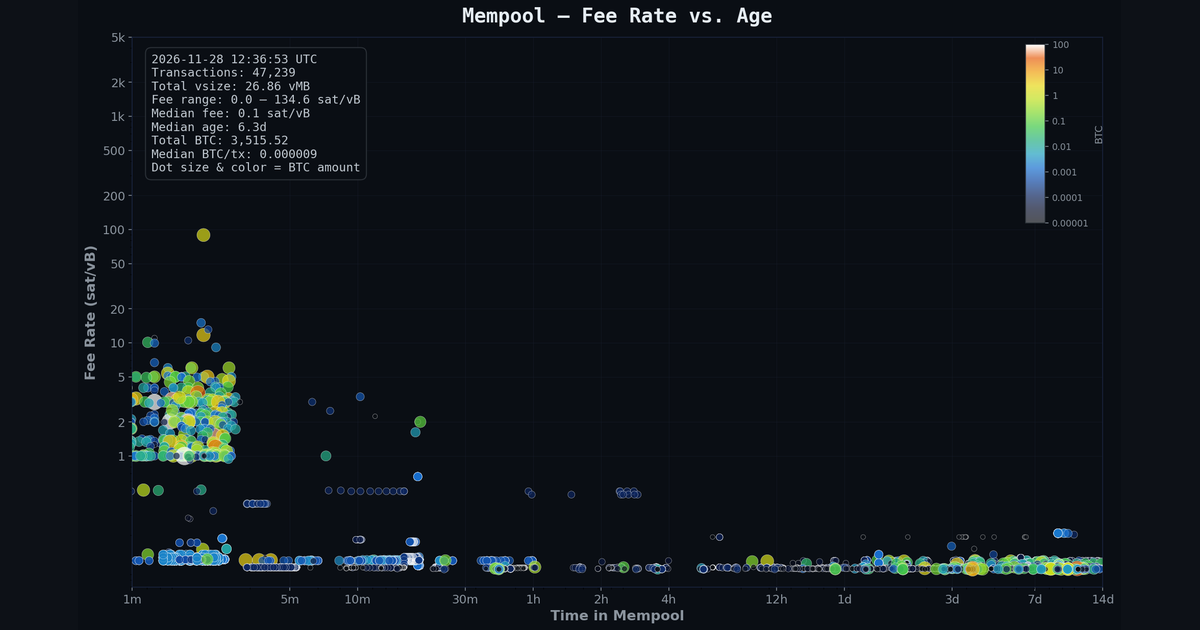 Mempool — Fee Rate vs. Age
2026-11-28 12:36:53 UTC
Transactions: 47,239
Total vsize: 26.86 vMB
Fee range: 0.0 – 134.6 sat/vB
Median fee: 0.1 sat/vB
Median age: 6.3d
Total BTC: 3,515.52
Median BTC/tx: 0.000009
Dot size & color = BTC amount
100
10
1
0.1
0.01
0.001
0.0001
0.00001
BTC
Fee Rate (sat/vB)
5k
2k
1k
500
200
100
50
20
10
5
2
1
1m
5m
10m
30m
1h
2h
4h
12h
1d
3d
7d
14d
Time in Mempool